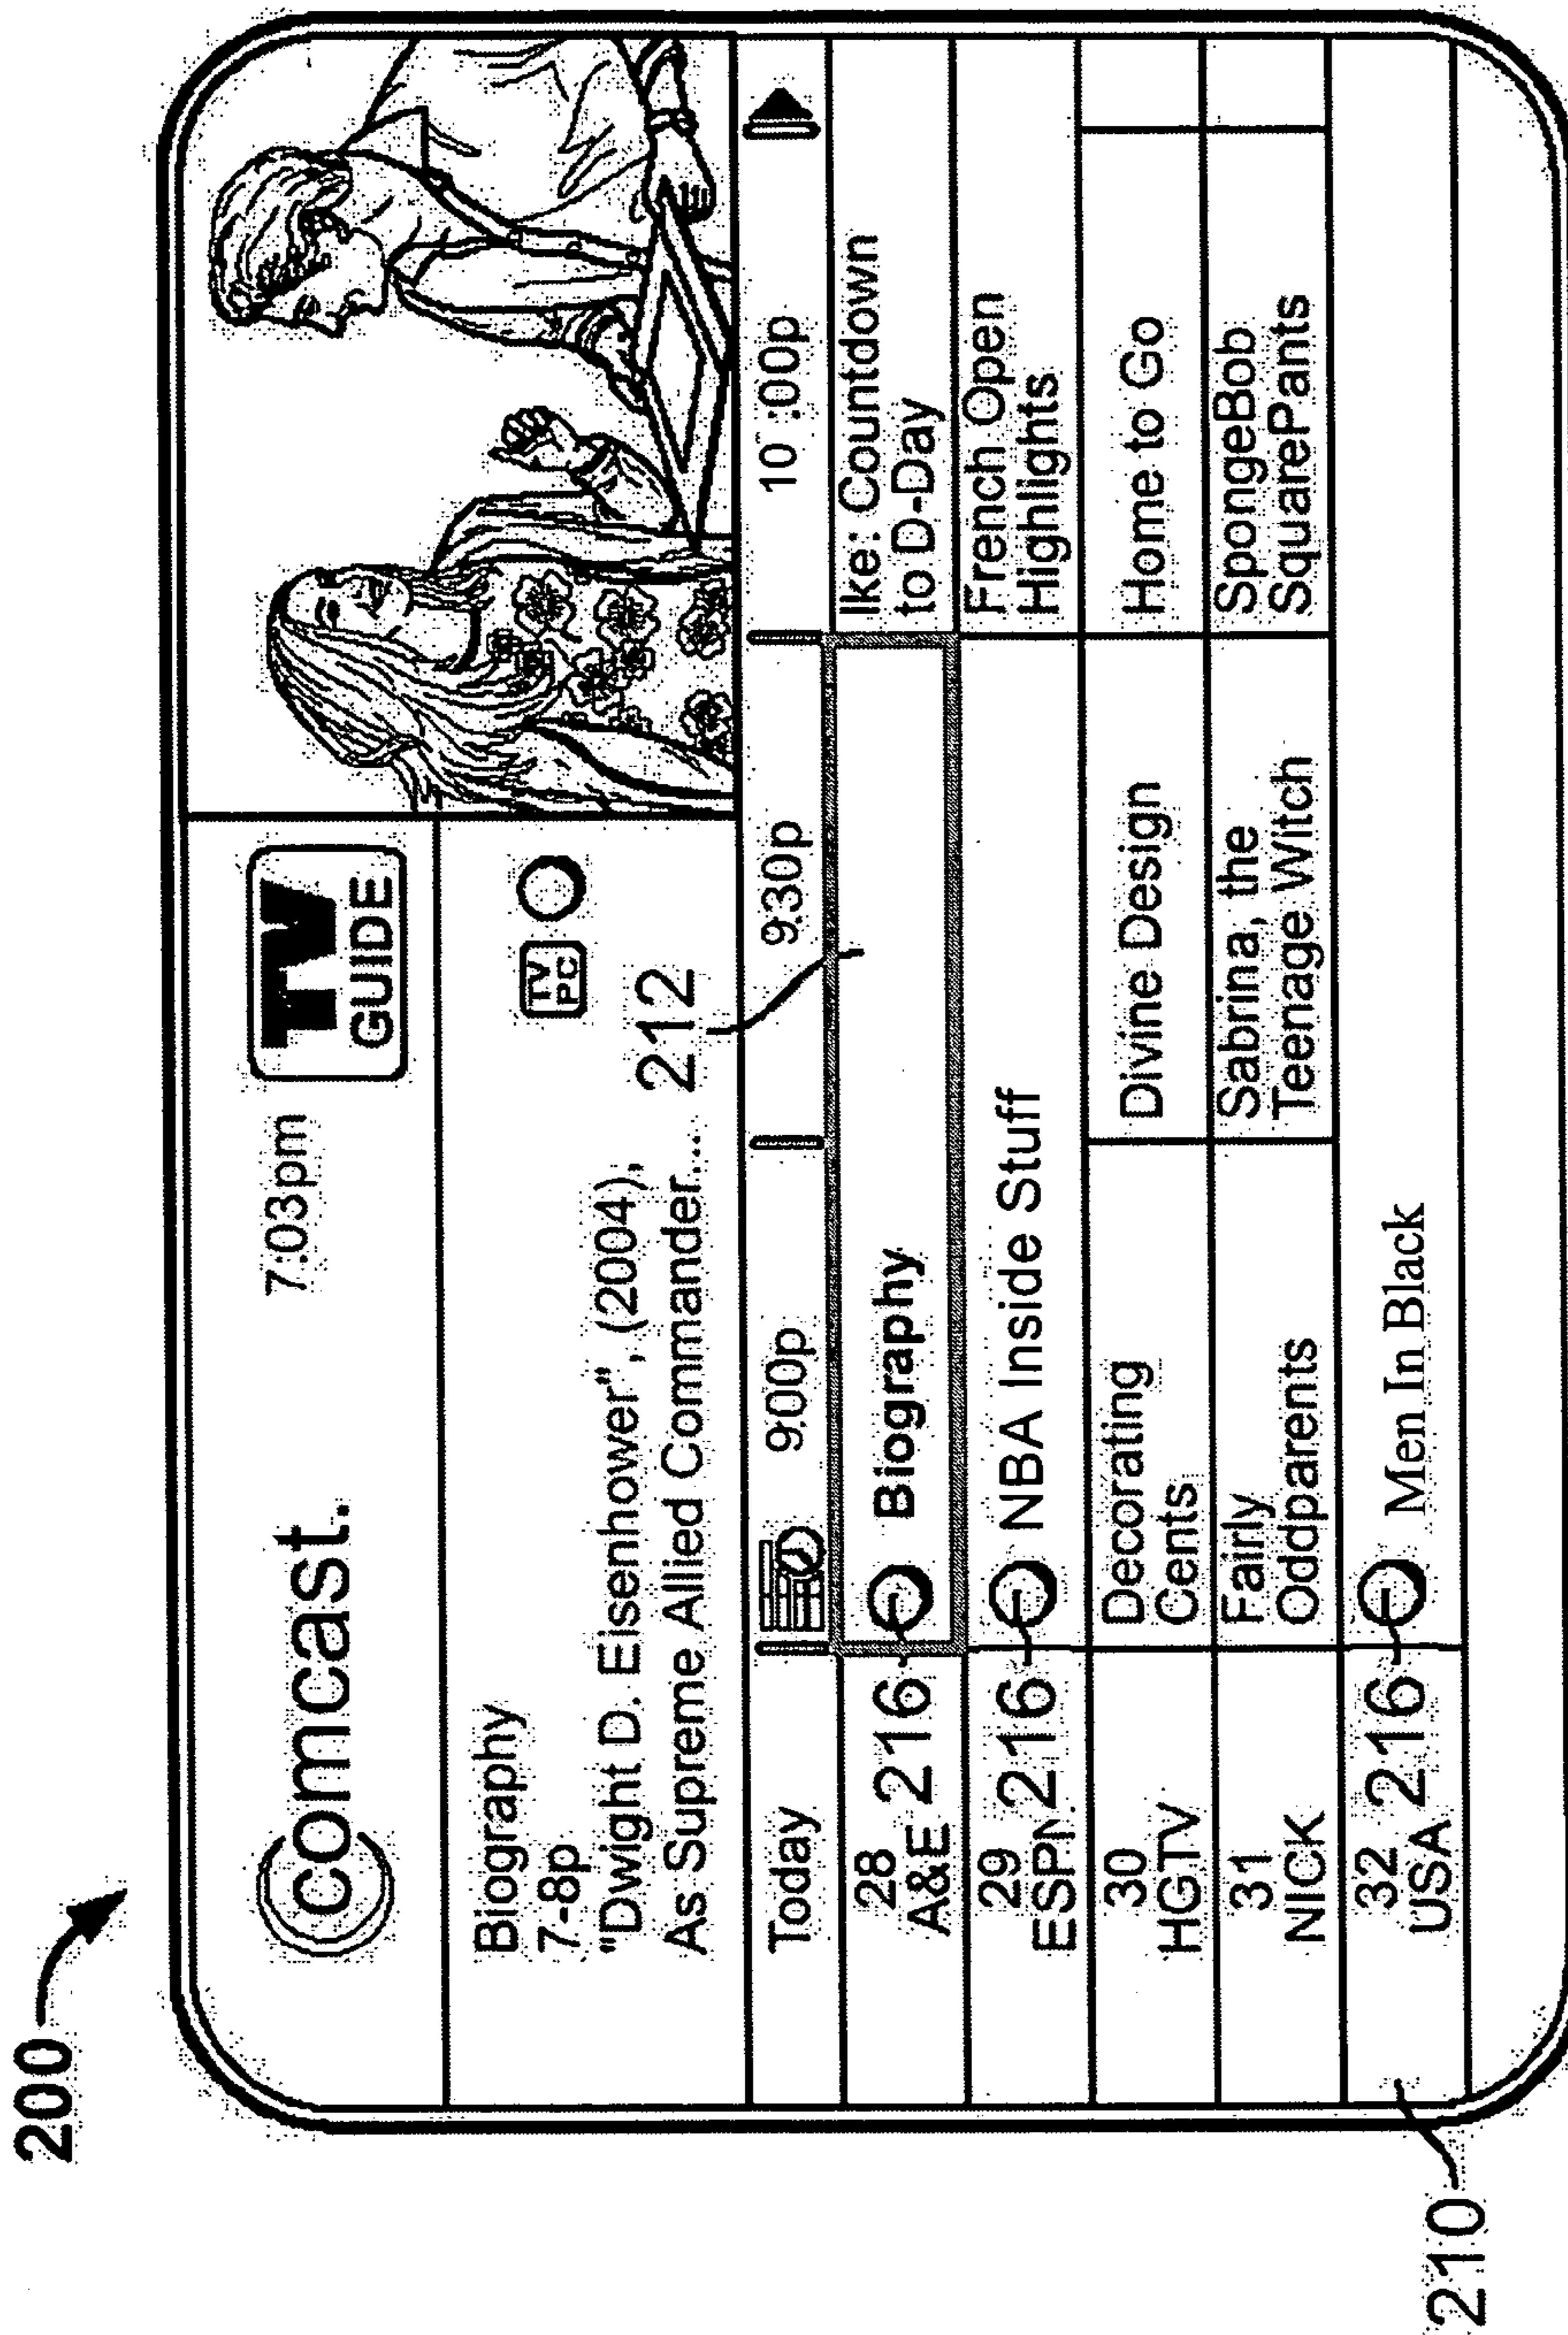 200
comcast.
7:03pm
TV
GUIDE
Biography
7-8p
"Dwight D. Eisenhower", (2004),
As Supreme Allied Commander...
TV
PC
212
Today
9:00p
9:30p
10:00p
28
A&E
216
Biography
Ike: Countdown
to D-Day
29
ESPN
216
NBA Inside Stuff
French Open
Highlights
30
HGTV
Decorating
Cents
Divine Design
Home to Go
31
NICK
Fairly
Oddparents
Sabrina, the
Teenage Witch
SpongeBob
SquarePants
32
USA
216
Men In Black
210